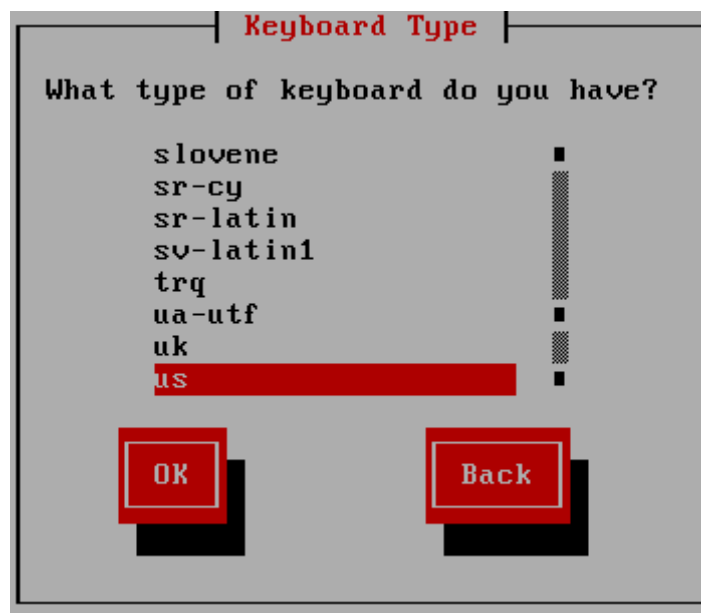 Keyboard Type
What type of keyboard do you have?
slovene
sr-cy
sr-latin
sv-latin1
trq
ua-utf
uk
us
OK Back